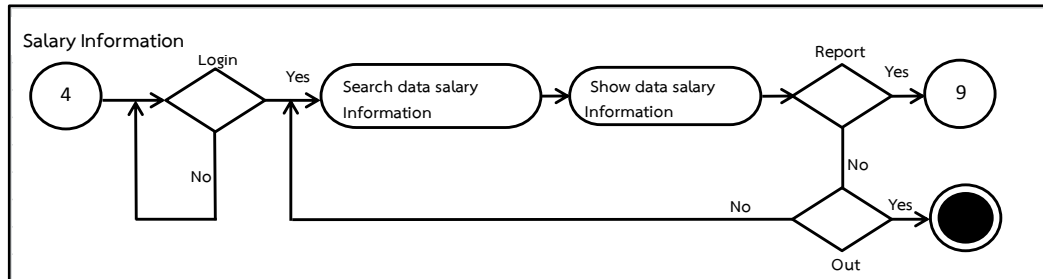 Salary Information
4
Login
Yes
No
Search data salary
Information
Show data salary
Information
Report
Yes
9
No
No
Yes
Out